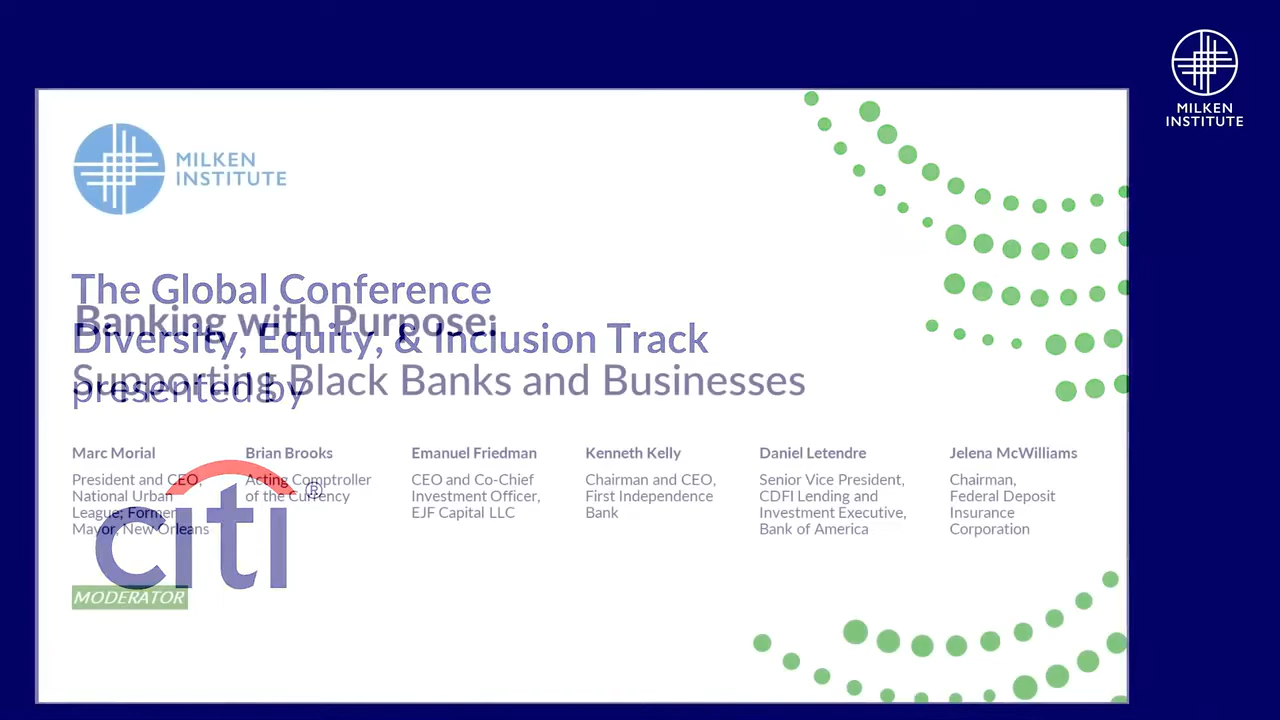 MILKEN
INSTITUTE
MILKEN
INSTITUTE
The Global Conference
Banking with Purpose:
Diversity, Equity, & Inclusion Track
Supporting Black Banks and Businesses
presented by
Marc Morial
President and CEO,
National Urban
League; Former
Mayor, New Orleans
MODERATOR
Brian Brooks
Acting Comptroller
of the Currency
Emanuel Friedman
CEO and Co-Chief
Investment Officer,
EJF Capital LLC
Kenneth Kelly
Chairman and CEO,
First Independence
Bank
Daniel Letendre
Senior Vice President,
CDFI Lending and
Investment Executive,
Bank of America
Jelena McWilliams
Chairman,
Federal Deposit
Insurance
Corporation
citi®